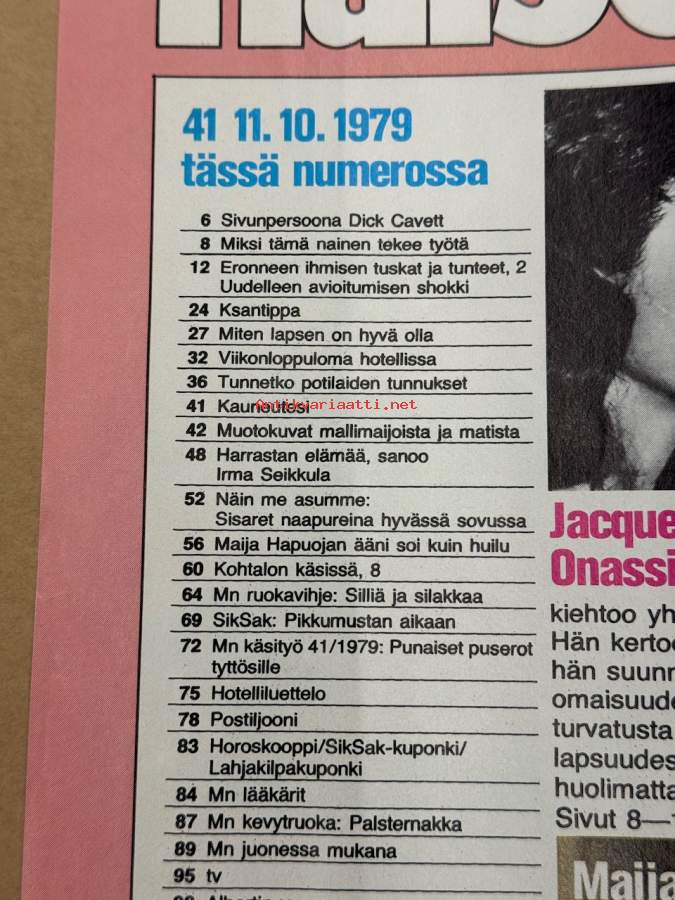 41 11.10.1979
tässä numerossa
6 Sivunpersoona Dick Cavett
8 Miksi tämä nainen tekee työtä
12 Eronneen ihmisen tuskat ja tunteet, 2
Uudelleen avioitumisen shokki
24 Ksantippa
27 Miten lapsen on hyvä olla
32 Viikonloppuloma hotellissa
36 Tunnetko potilaiden tunnukset
41 Kauneutesi
Antikvariaatti.net
42 Muotokuvat mallimaijoista ja matista
48 Harrastan elämää, sanoo
Irma Seikkula
52 Näin me asumme:
Sisaret naapureina hyvässä sovussa
56 Maija Hapuojan ääni soi kuin huilu
60 Kohtalon käsissä, 8
64 Mn ruokavihje: Silliä ja silakkaa
69 SikSak: Pikkumustan aikaan
72 Mn käsityö 41/1979: Punaiset puserot
tyttösille
75 Hotelliluettelo
78 Postiljooni
83 Horoskooppi/SikSak-kuponki/
Lahjakilpakuponki
84 Mn lääkärit
87 Mn kevytruoka: Palsternakka
89 Mn juonessa mukana
95 tv
Jacque
Onassi
kiehtoo yh
Hän kerto
hän suunn
omaisuude
turvatusta
lapsuudes
huolimatta
Sivut 8—
Maija